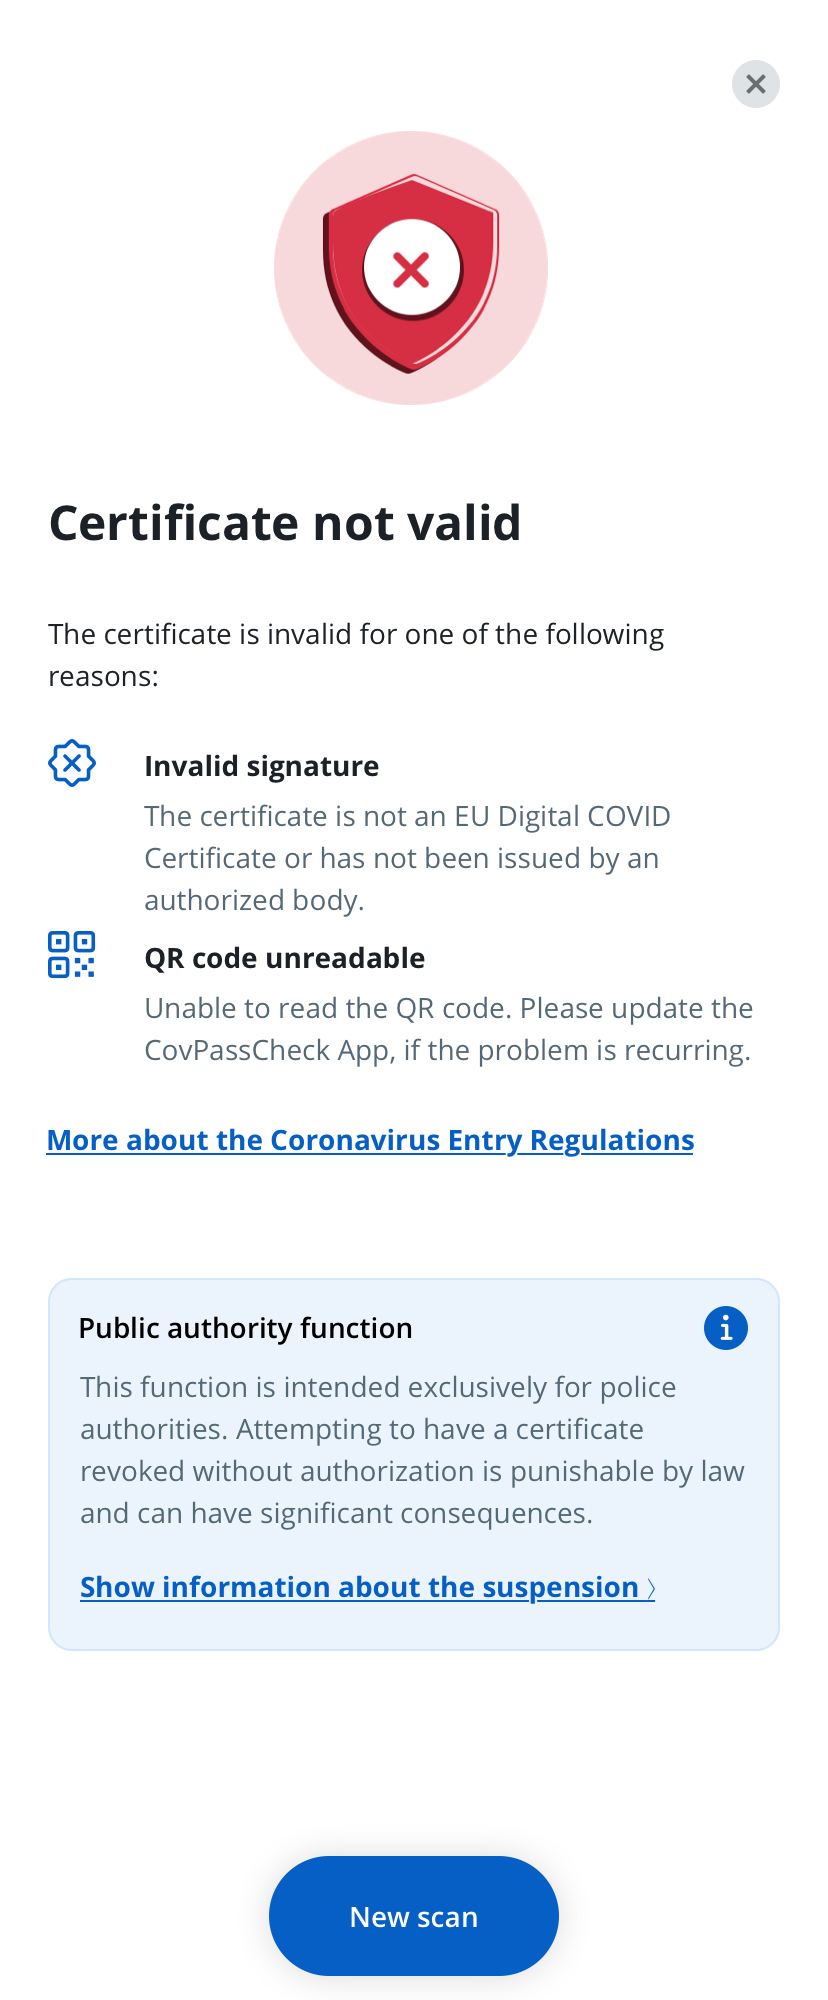 Certificate not valid
The certificate is invalid for one of the following
reasons:
Invalid signature
The certificate is not an EU Digital COVID
Certificate or has not been issued by an
authorized body.
QR code unreadable
Unable to read the QR code. Please update the
CovPassCheck App, if the problem is recurring.
More about the Coronavirus Entry Regulations
Public authority function
This function is intended exclusively for police
authorities. Attempting to have a certificate
revoked without authorization is punishable by law
and can have significant consequences.
Show information about the suspension 〉
New scan